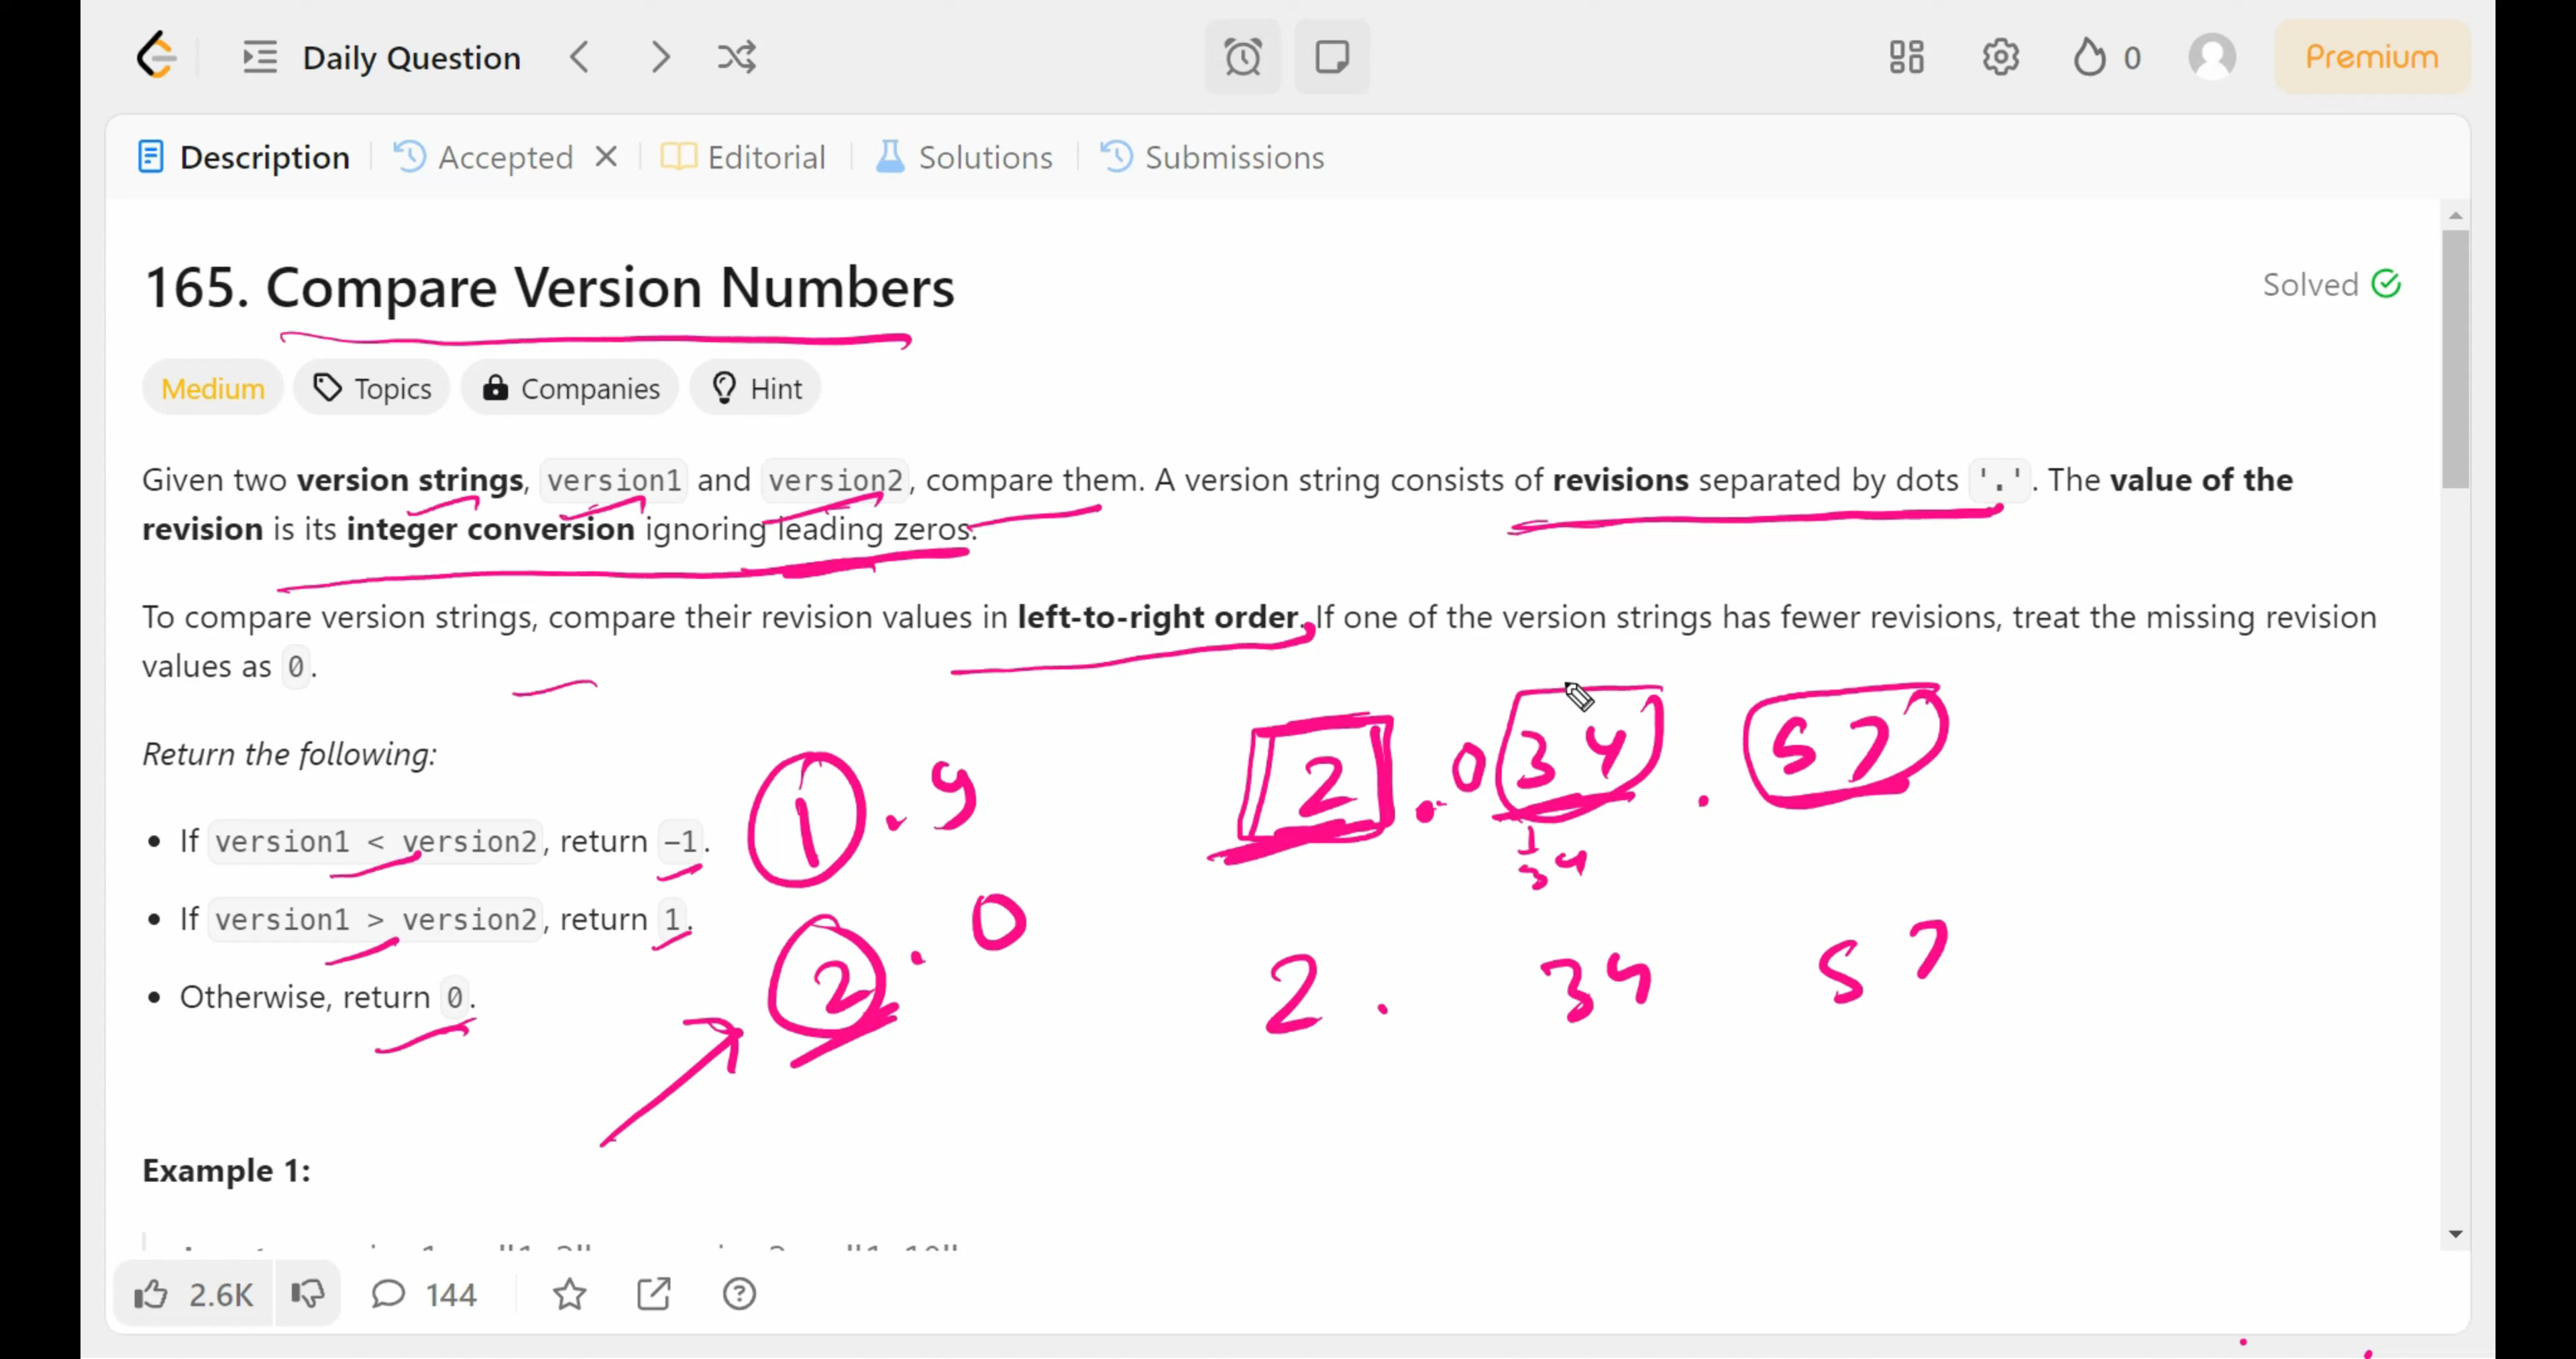 Daily Question
0
Premium
Description
Accepted
Editorial
Solutions
Submissions
165. Compare Version Numbers
Solved
Medium
Topics
Companies
Hint
Given two version strings, version1 and version2, compare them. A version string consists of revisions separated by dots '.'. The value of the
revision is its integer conversion ignoring leading zeros.
To compare version strings, compare their revision values in left-to-right order. If one of the version strings has fewer revisions, treat the missing revision
values as 0.
Return the following:
• If version1 < version2, return -1.
• If version1 > version2, return 1.
• Otherwise, return 0.
1.9
2.0
2.034.57
34
2. 34 57
Example 1:
2.6K
144